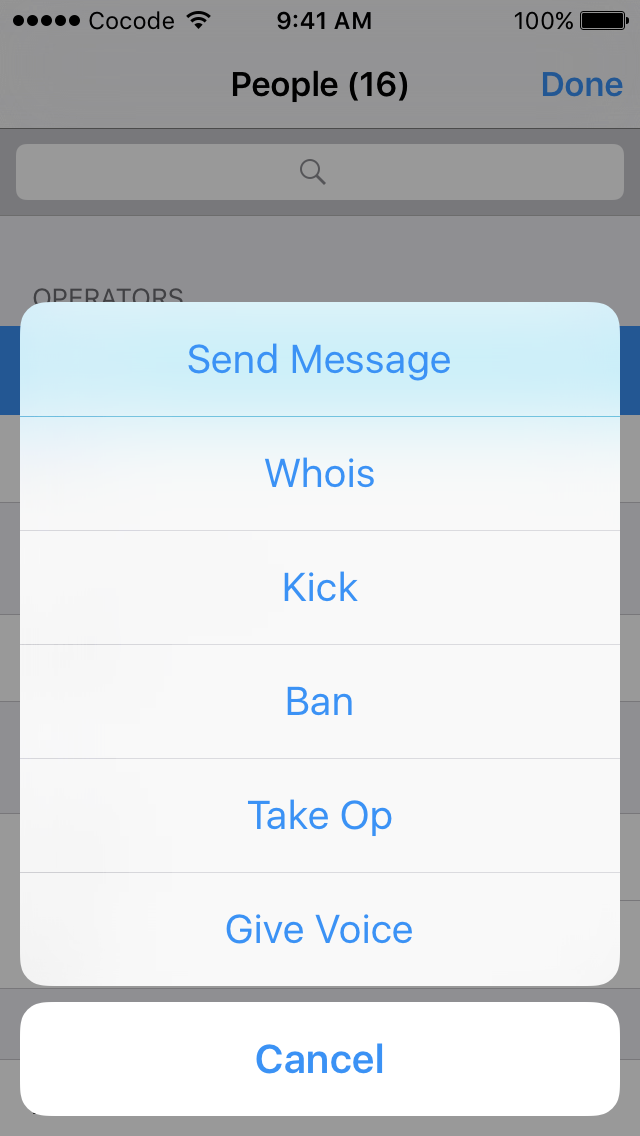 Cocode 9:41 AM 100%
People (16) Done
OPERATORS
Send Message
Whois
Kick
Ban
Take Op
Give Voice
Cancel